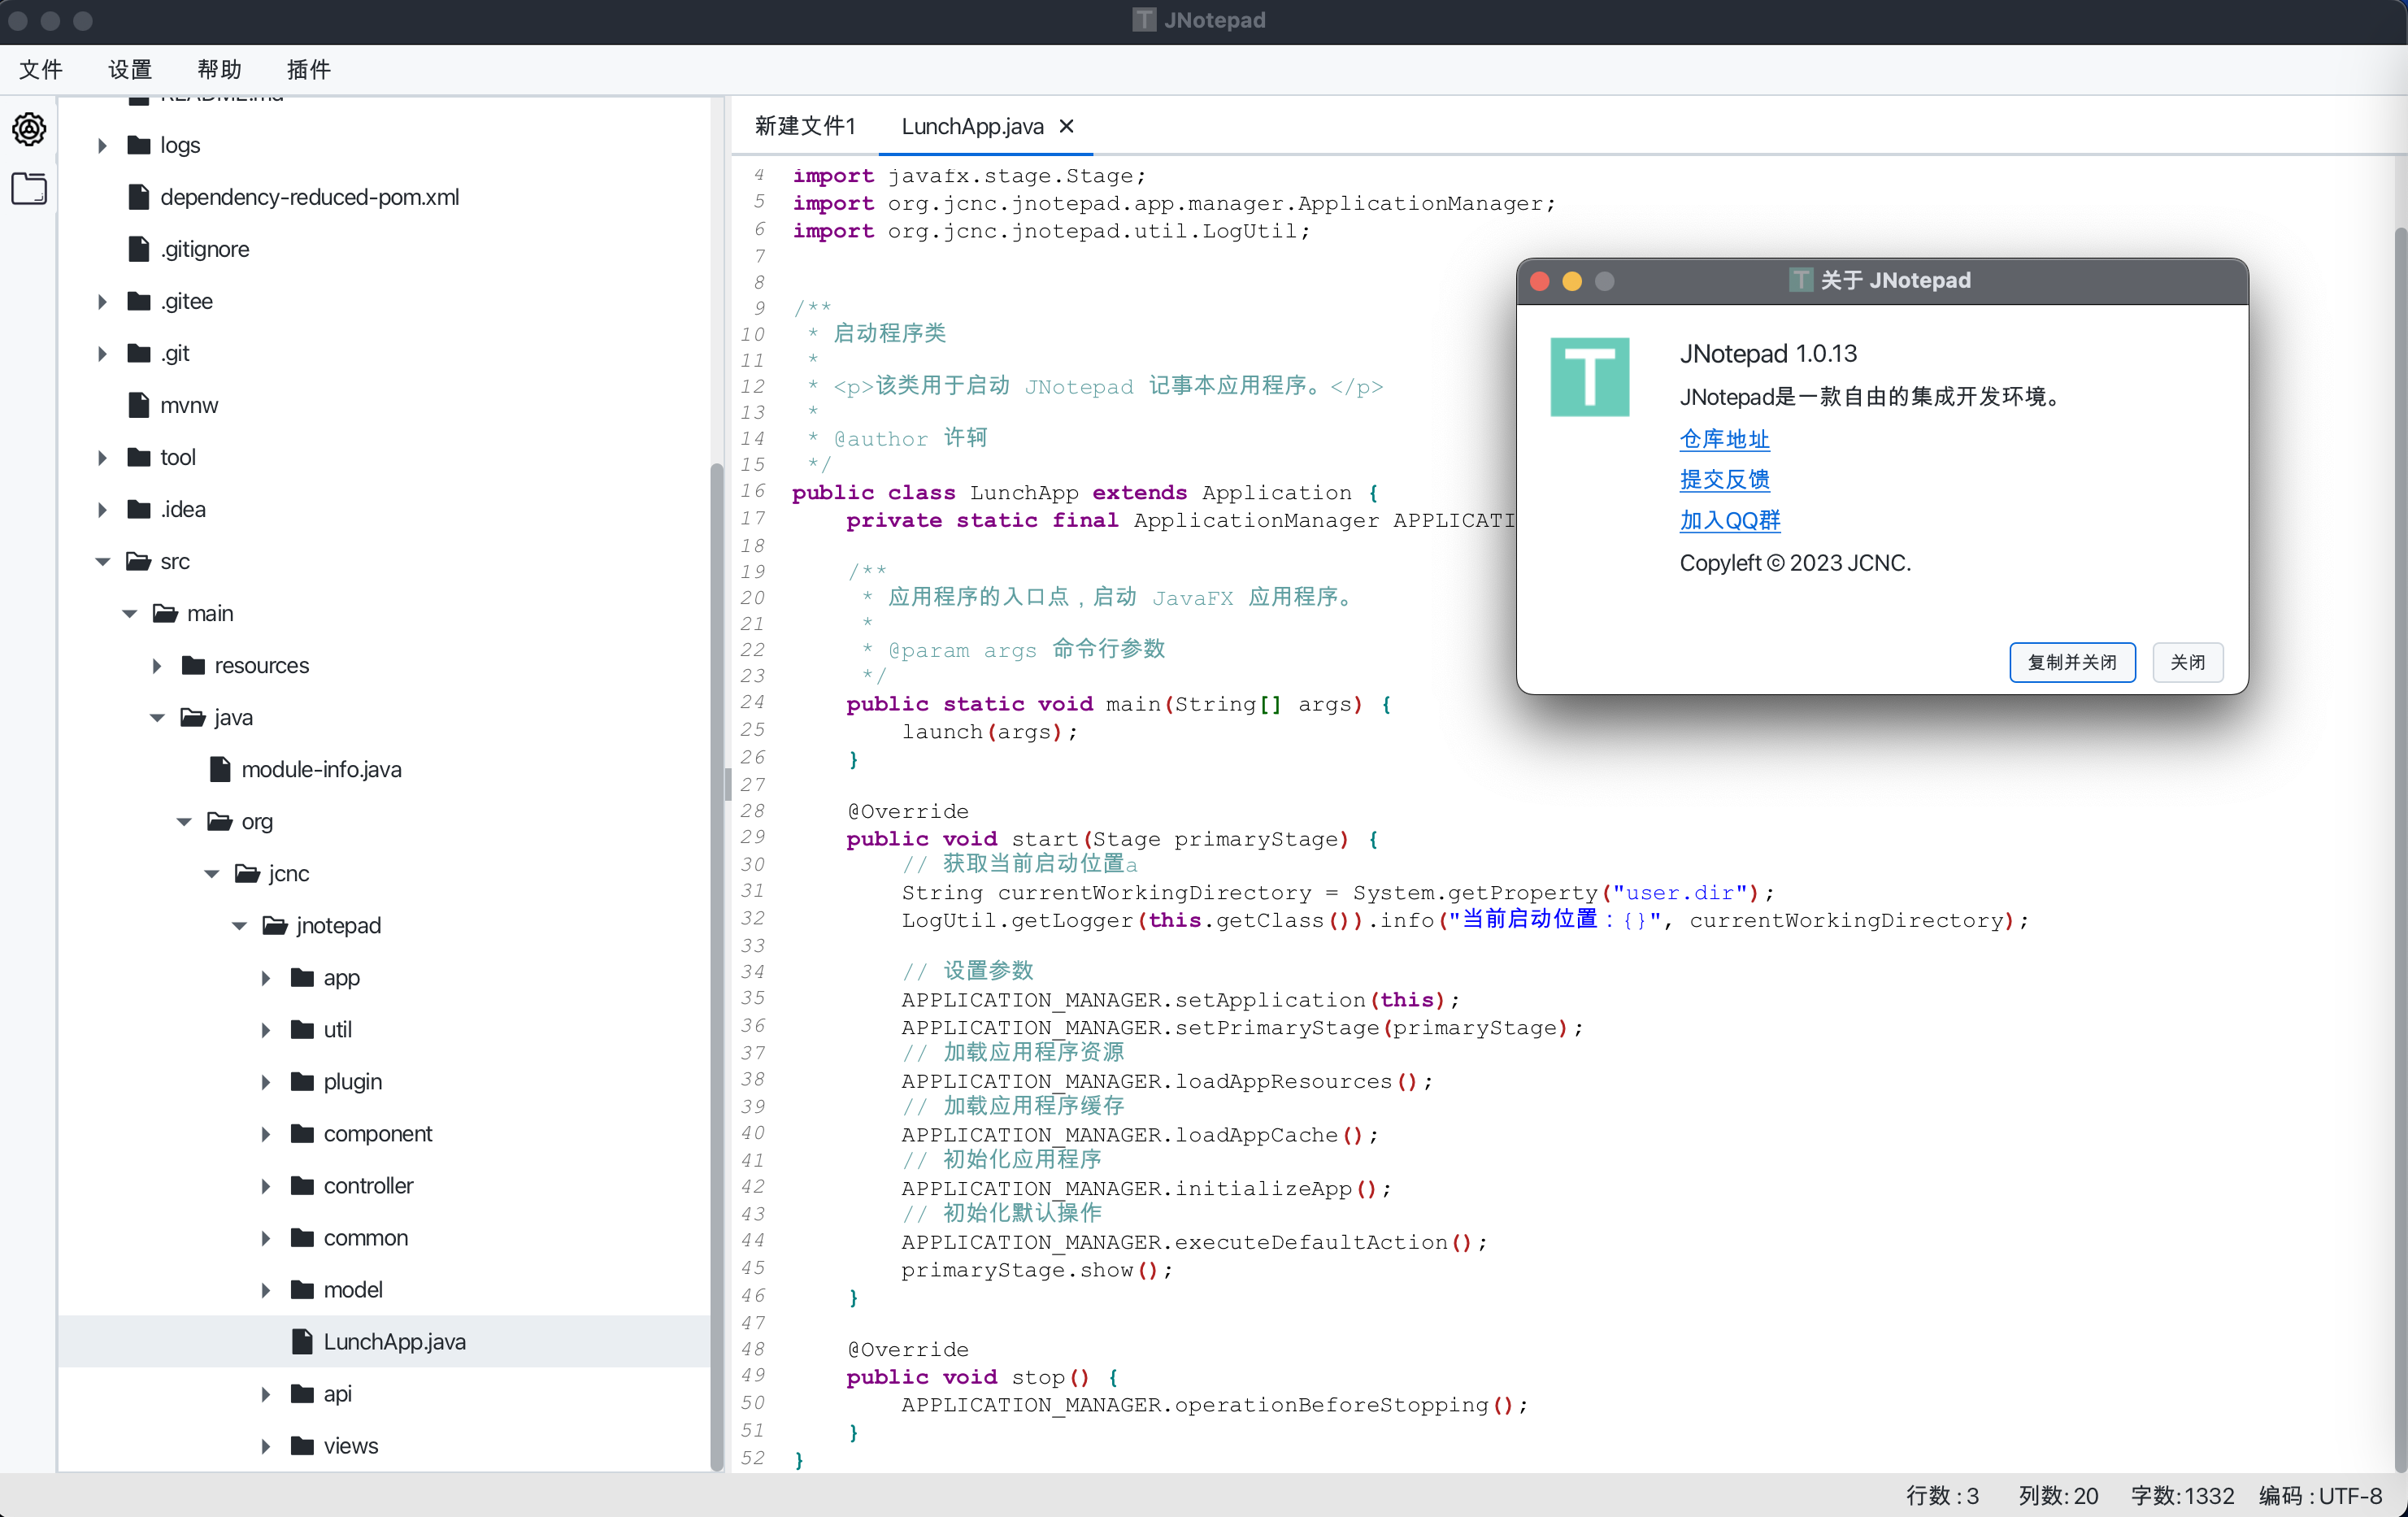 JNotepad
文件 设置 帮助 插件
README.md
logs
dependency-reduced-pom.xml
.gitignore
.gitee
.git
mvnw
tool
.idea
src
main
resources
java
module-info.java
org
jcnc
jnotepad
app
util
plugin
component
controller
common
model
LunchApp.java
api
views
新建文件1 LunchApp.java
4 import javafx.stage.Stage;
5 import org.jcnc.jnotepad.app.manager.ApplicationManager;
6 import org.jcnc.jnotepad.util.LogUtil;
7
8
9 /**
10 * 启动程序类
11 *
12 * <p>该类用于启动 JNotepad 记事本应用程序。</p>
13 *
14 * @author 许轲
15 */
16 public class LunchApp extends Application {
17 private static final ApplicationManager APPLICATI
18
19 /**
20 * 应用程序的入口点，启动 JavaFX 应用程序。
21 *
22 * @param args 命令行参数
23 */
24 public static void main(String[] args) {
25 launch(args);
26 }
27
28 @Override
29 public void start(Stage primaryStage) {
30 // 获取当前启动位置a
31 String currentWorkingDirectory = System.getProperty("user.dir");
32 LogUtil.getLogger(this.getClass()).info("当前启动位置：{}", currentWorkingDirectory);
33
34 // 设置参数
35 APPLICATION_MANAGER.setApplication(this);
36 APPLICATION_MANAGER.setPrimaryStage(primaryStage);
37 // 加载应用程序资源
38 APPLICATION_MANAGER.loadAppResources();
39 // 加载应用程序缓存
40 APPLICATION_MANAGER.loadAppCache();
41 // 初始化应用程序
42 APPLICATION_MANAGER.initializeApp();
43 // 初始化默认操作
44 APPLICATION_MANAGER.executeDefaultAction();
45 primaryStage.show();
46 }
47
48 @Override
49 public void stop() {
50 APPLICATION_MANAGER.operationBeforeStopping();
51 }
52 }
T 关于 JNotepad
T
JNotepad 1.0.13
JNotepad是一款自由的集成开发环境。
仓库地址
提交反馈
加入QQ群
Copyleft © 2023 JCNC.
复制并关闭 关闭
行数 : 3 列数: 20 字数: 1332 编码 : UTF-8